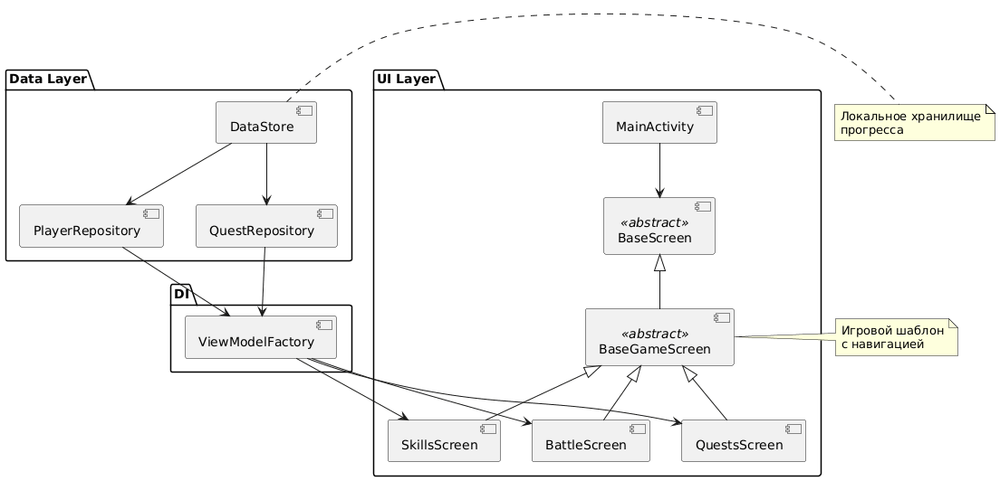 Data Layer
UI Layer
DataStore
MainActivity
Локальное хранилище
прогресса
PlayerRepository
QuestRepository
«abstract»
BaseScreen
DI
ViewModelFactory
«abstract»
BaseGameScreen
Игровой шаблон
с навигацией
SkillsScreen
BattleScreen
QuestsScreen